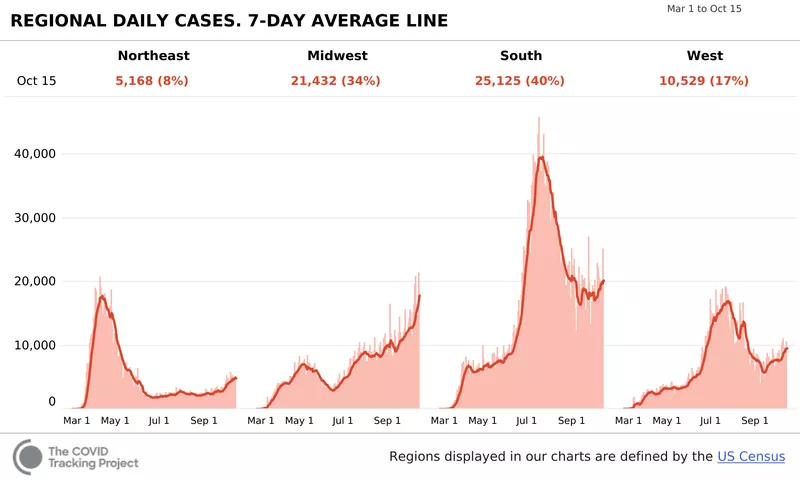 REGIONAL DAILY CASES. 7-DAY AVERAGE LINE
Mar 1 to Oct 15
Northeast Midwest South West
Oct 15 5,168 (8%) 21,432 (34%) 25,125 (40%) 10,529 (17%)
40,000
30,000
20,000
10,000
0
Mar 1 May 1 Jul 1 Sep 1 Mar 1 May 1 Jul 1 Sep 1 Mar 1 May 1 Jul 1 Sep 1 Mar 1 May 1 Jul 1 Sep 1
The COVID
Tracking Project
Regions displayed in our charts are defined by the US Census